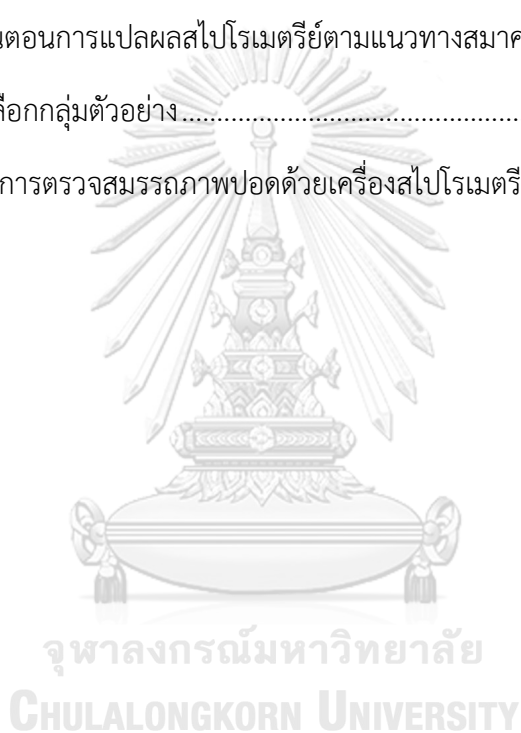 นตอนการแปลผลสไปโรเมตรีย์ตามแนวทางสมาค
ลือกกลุ่มตัวอย่าง................................................
การตรวจสมรรถภาพปอดด้วยเครื่องสไปโรเมตรี
จุฬาลงกรณ์มหาวิทยาลัย
CHULALONGKORN UNIVERSITY